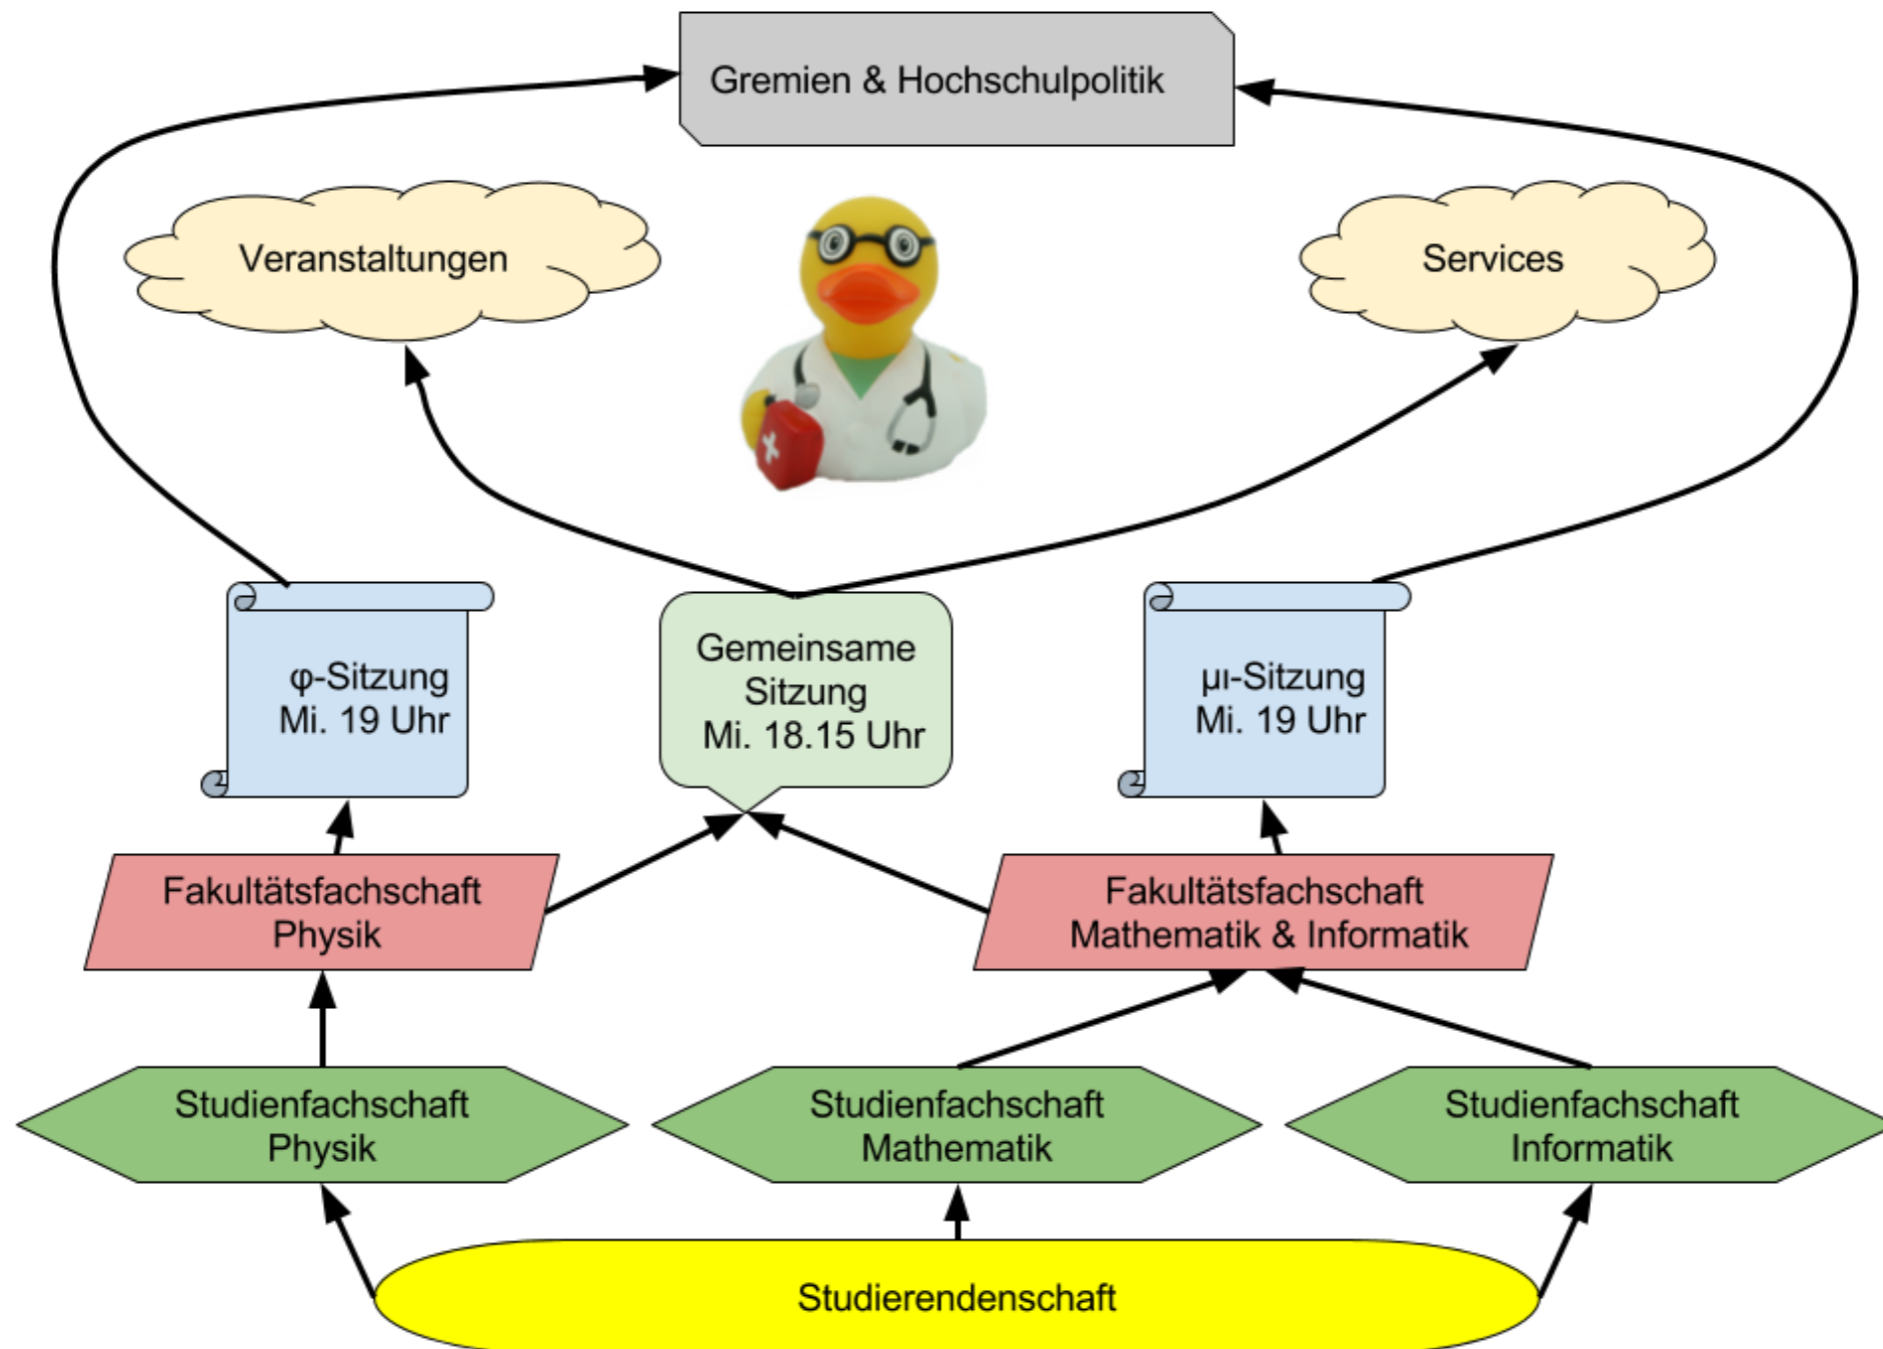 Gremien & Hochschulpolitik
Veranstaltungen
Services
φ-Sitzung
Mi. 19 Uhr
Gemeinsame
Sitzung
Mi. 18.15 Uhr
μι-Sitzung
Mi. 19 Uhr
Fakultätsfachschaft
Physik
Fakultätsfachschaft
Mathematik & Informatik
Studienfachschaft
Physik
Studienfachschaft
Mathematik
Studienfachschaft
Informatik
Studierendenschaft